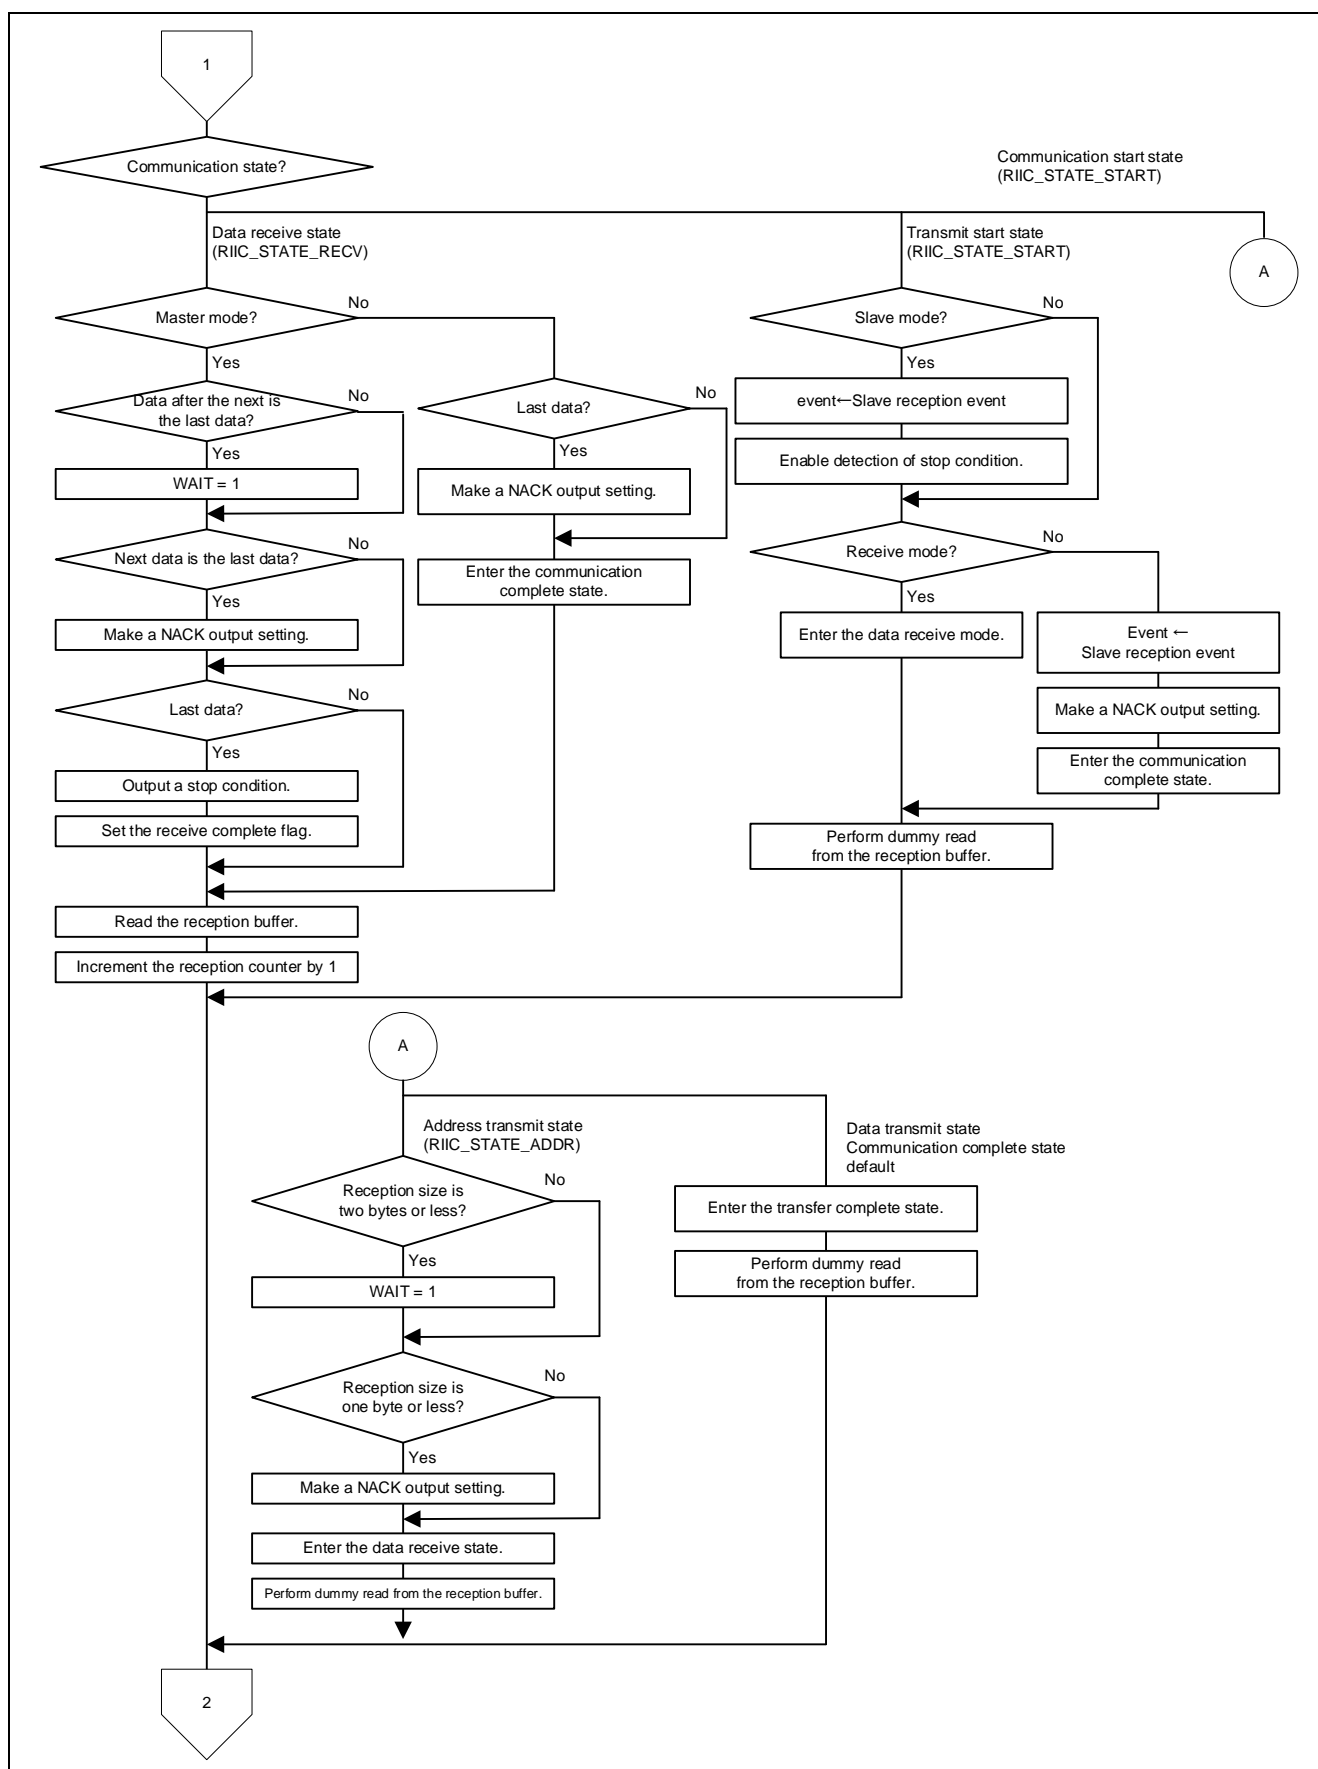 1
Communication state?
Communication start state
(RIIC_STATE_START)
Data receive state
(RIIC_STATE_RECV)
Transmit start state
(RIIC_STATE_START)
A
Master mode?
No
Yes
Data after the next is
the last data?
No
Yes
WAIT = 1
Next data is the last data?
No
Yes
Make a NACK output setting.
Last data?
No
Yes
Output a stop condition.
Set the receive complete flag.
Read the reception buffer.
Increment the reception counter by 1
Last data?
No
Yes
Make a NACK output setting.
Enter the communication
complete state.
Slave mode?
No
Yes
event←Slave reception event
Enable detection of stop condition.
Receive mode?
No
Yes
Enter the data receive mode.
Event ←
Slave reception event
Make a NACK output setting.
Enter the communication
complete state.
Perform dummy read
from the reception buffer.
A
Address transmit state
(RIIC_STATE_ADDR)
Data transmit state
Communication complete state
default
Reception size is
two bytes or less?
No
Yes
WAIT = 1
Reception size is
one byte or less?
No
Yes
Make a NACK output setting.
Enter the data receive state.
Perform dummy read from the reception buffer.
Enter the transfer complete state.
Perform dummy read
from the reception buffer.
2